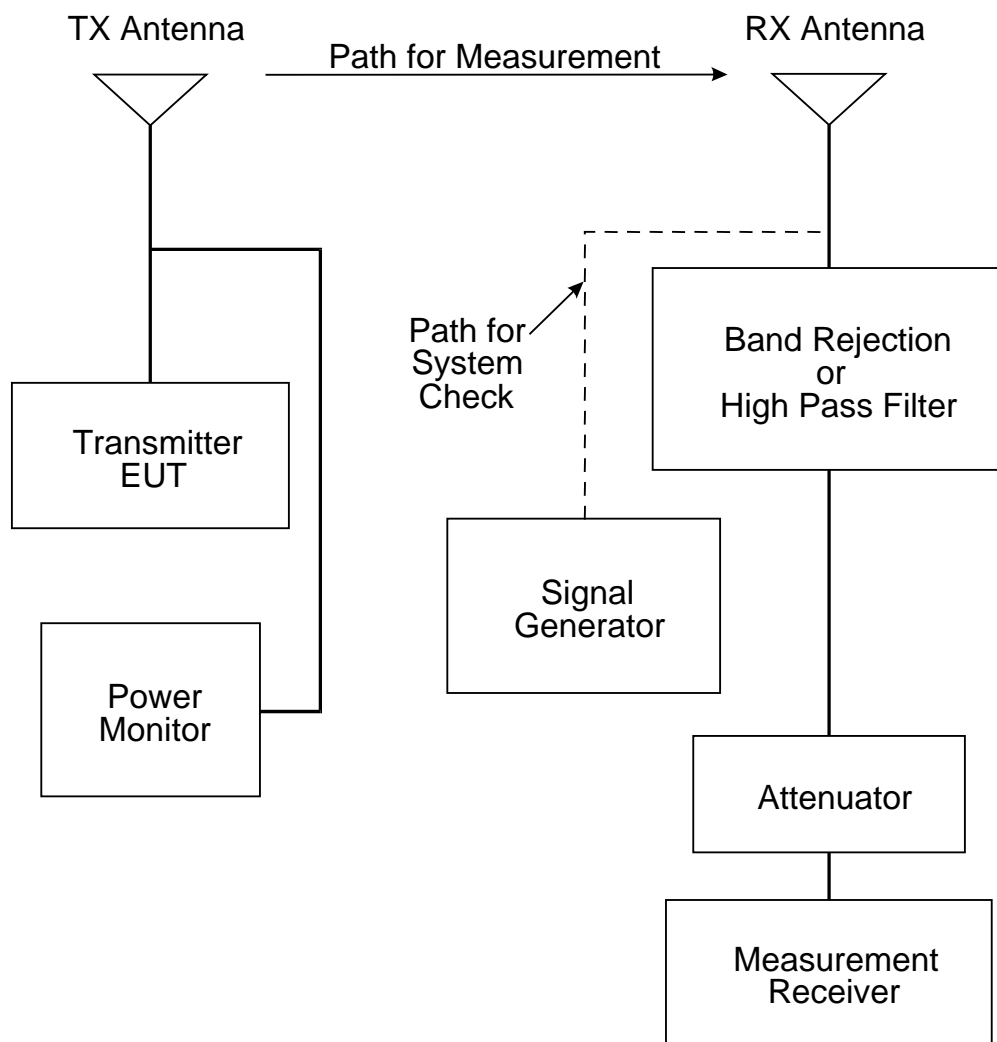 TX Antenna
RX Antenna
Path for Measurement
Path for
System
Check
Band Rejection
or
High Pass Filter
Transmitter
EUT
Signal
Generator
Power
Monitor
Attenuator
Measurement
Receiver